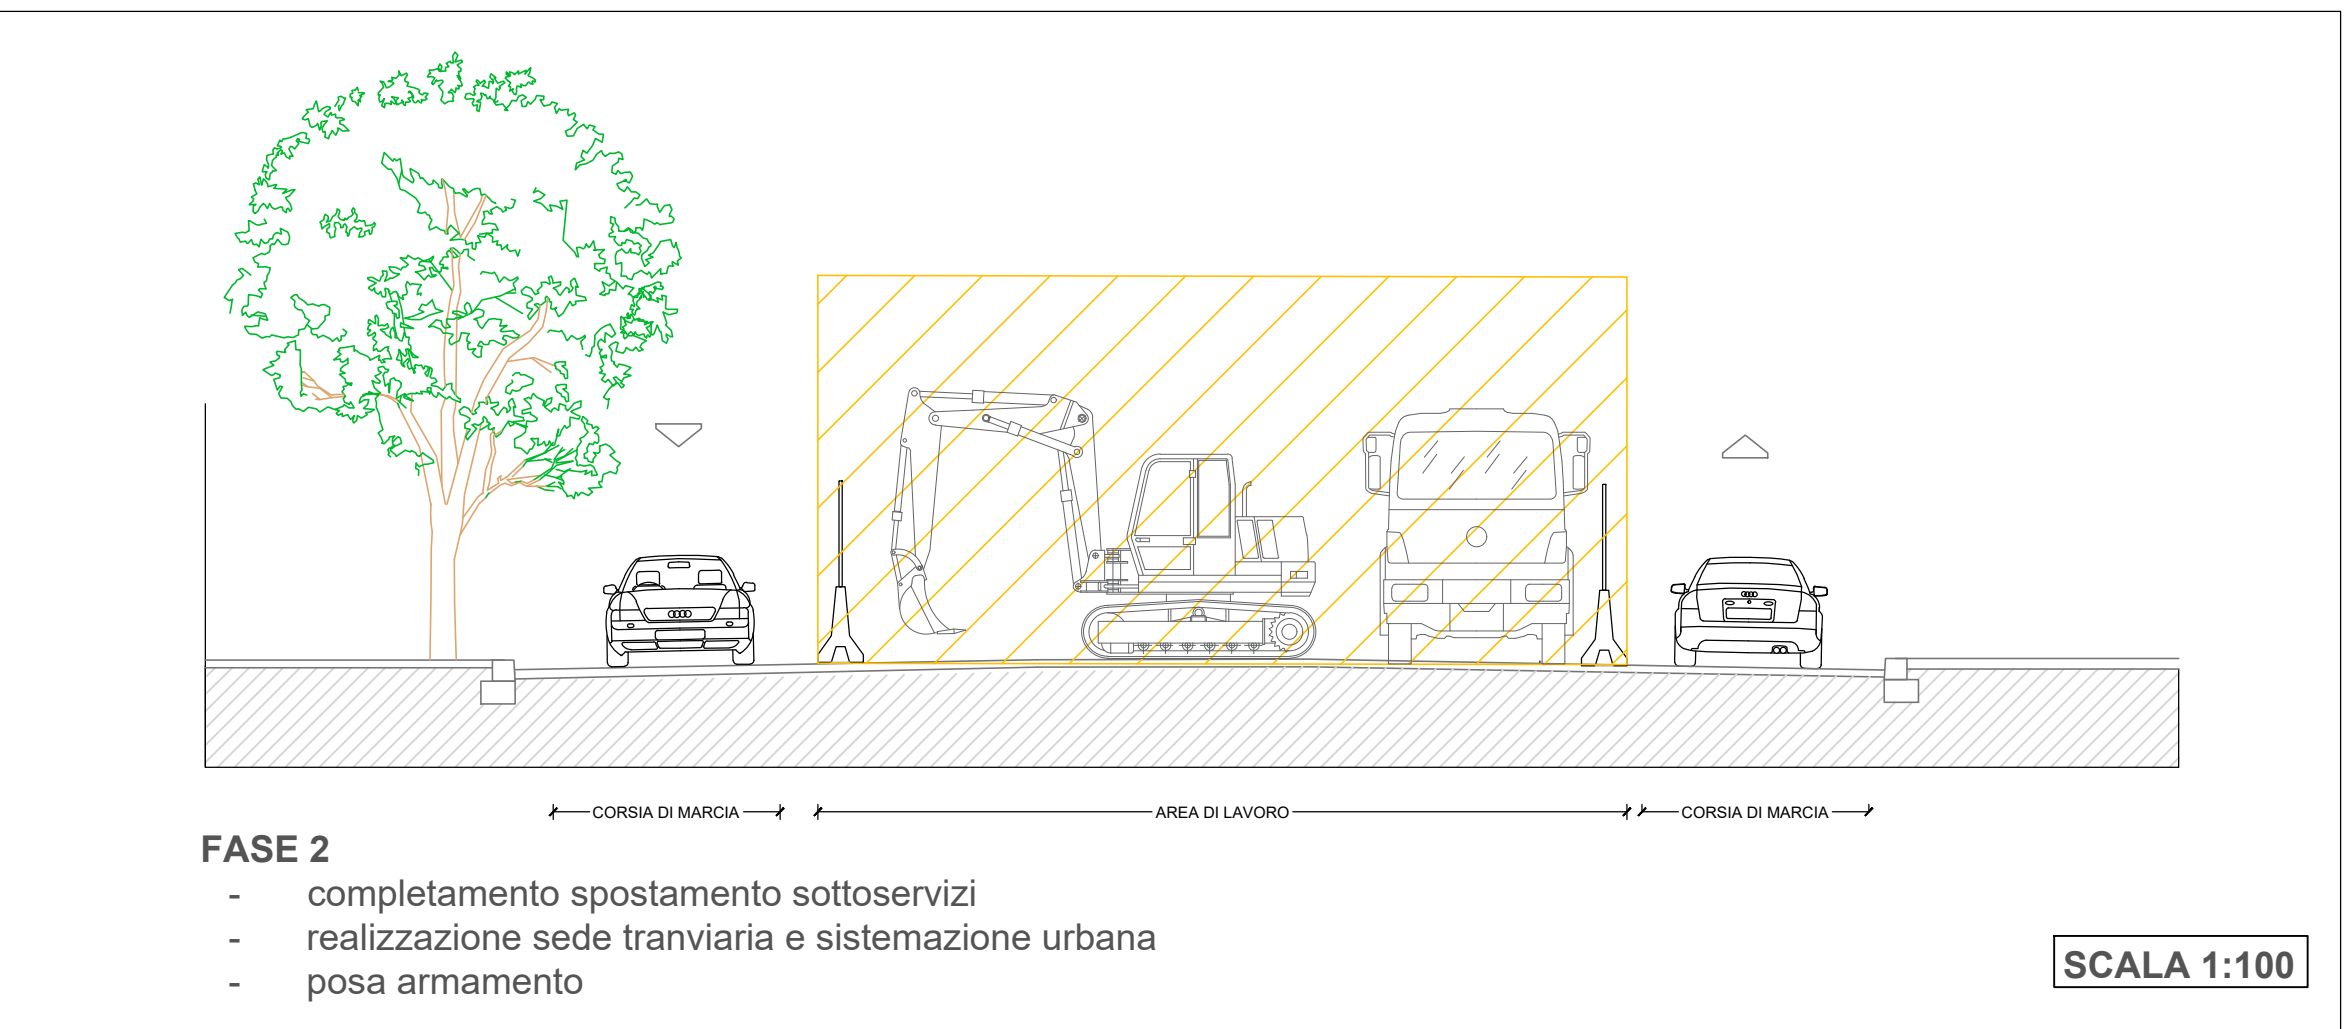 CORSIA DI MARCIA AREA DI LAVORO CORSIA DI MARCIA
FASE 2
- completamento spostamento sottoservizi
- realizzazione sede tranviaria e sistemazione urbana
- posa armamento
SCALA 1:100